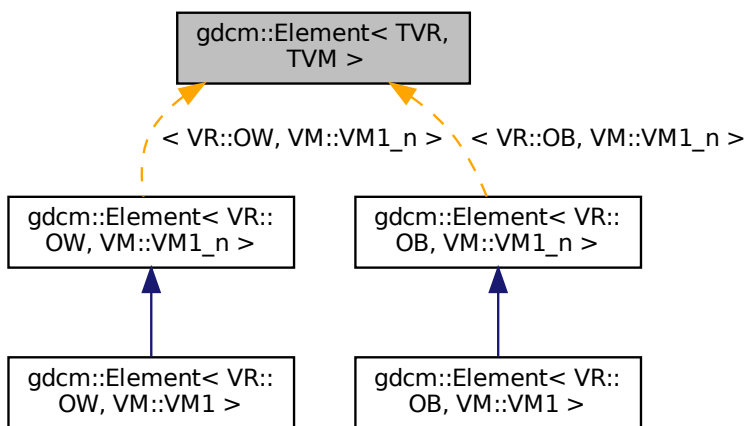 gdcm::Element< TVR,
TVM >
< VR::OW, VM::VM1_n >
< VR::OB, VM::VM1_n >
gdcm::Element< VR::
OW, VM::VM1_n >
gdcm::Element< VR::
OB, VM::VM1_n >
gdcm::Element< VR::
OW, VM::VM1 >
gdcm::Element< VR::
OB, VM::VM1 >